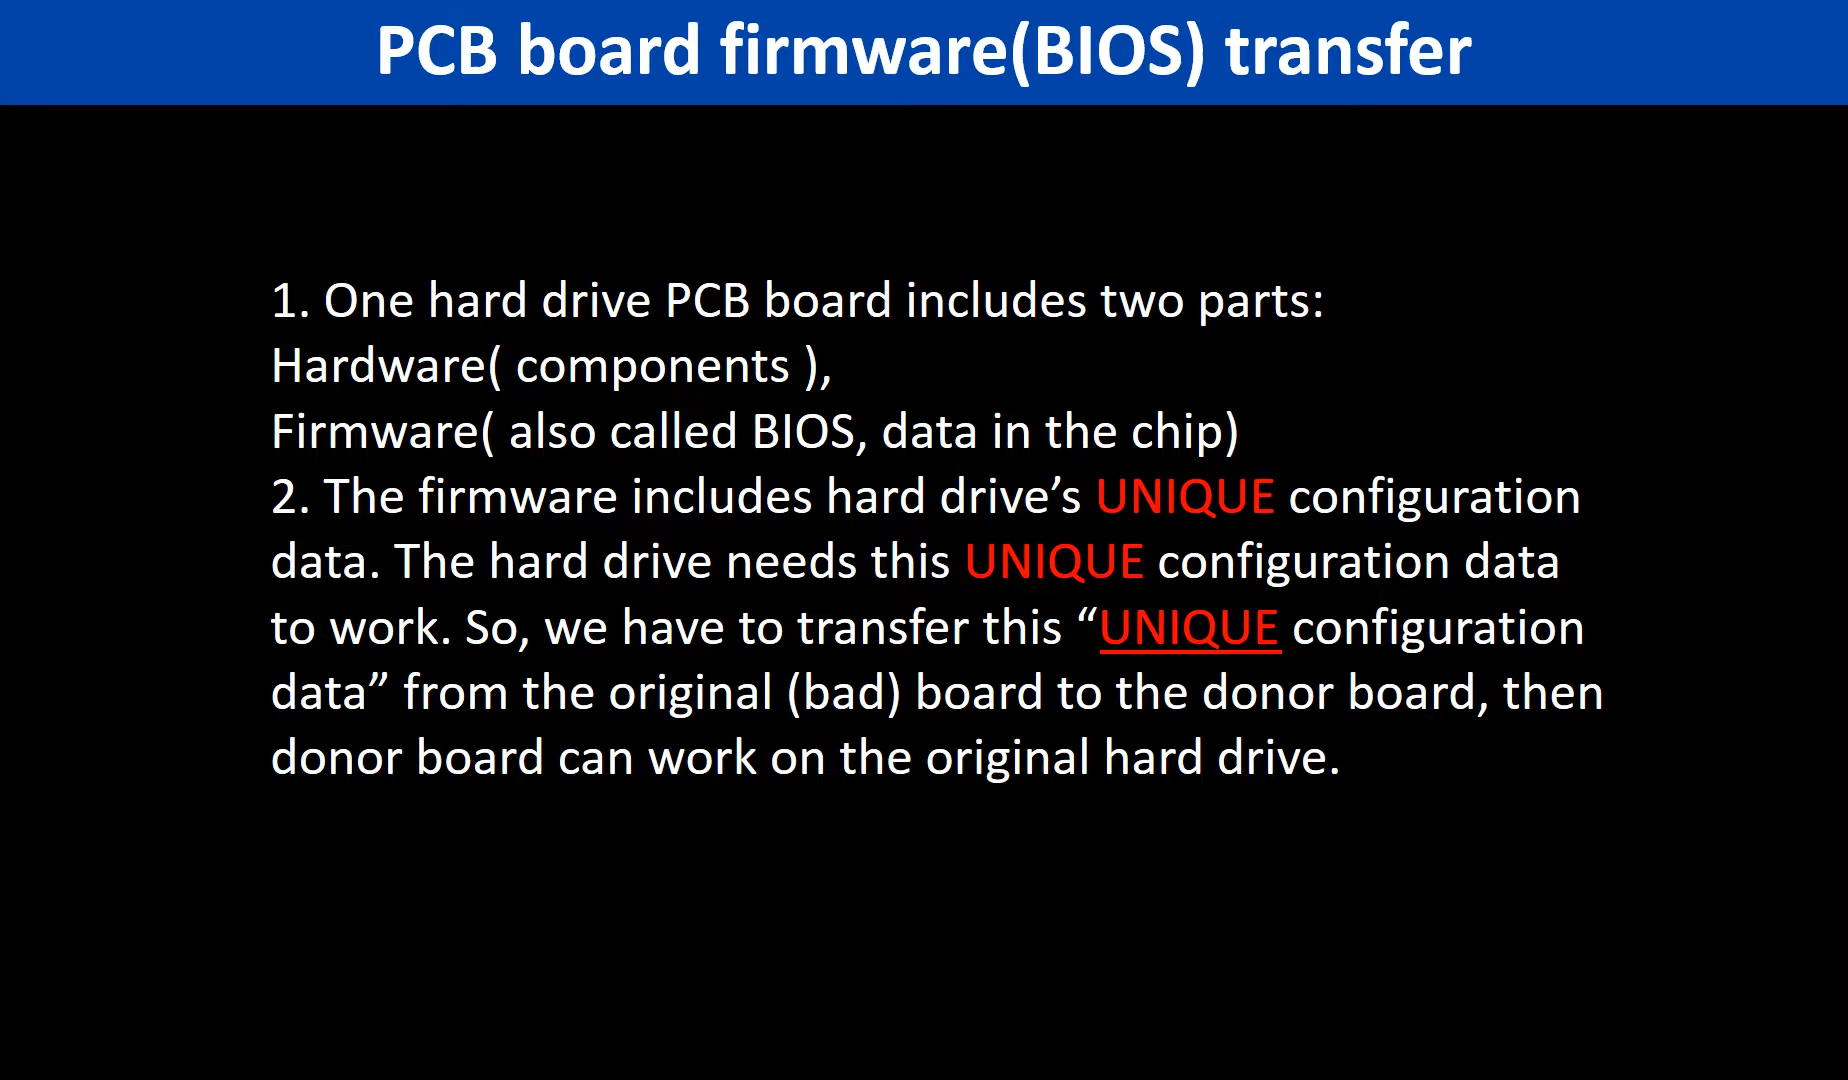 PCB board firmware(BIOS) transfer
1. One hard drive PCB board includes two parts:
Hardware( components ),
Firmware( also called BIOS, data in the chip)
2. The firmware includes hard drive’s UNIQUE configuration
data. The hard drive needs this UNIQUE configuration data
to work. So, we have to transfer this “UNIQUE configuration
data” from the original (bad) board to the donor board, then
donor board can work on the original hard drive.